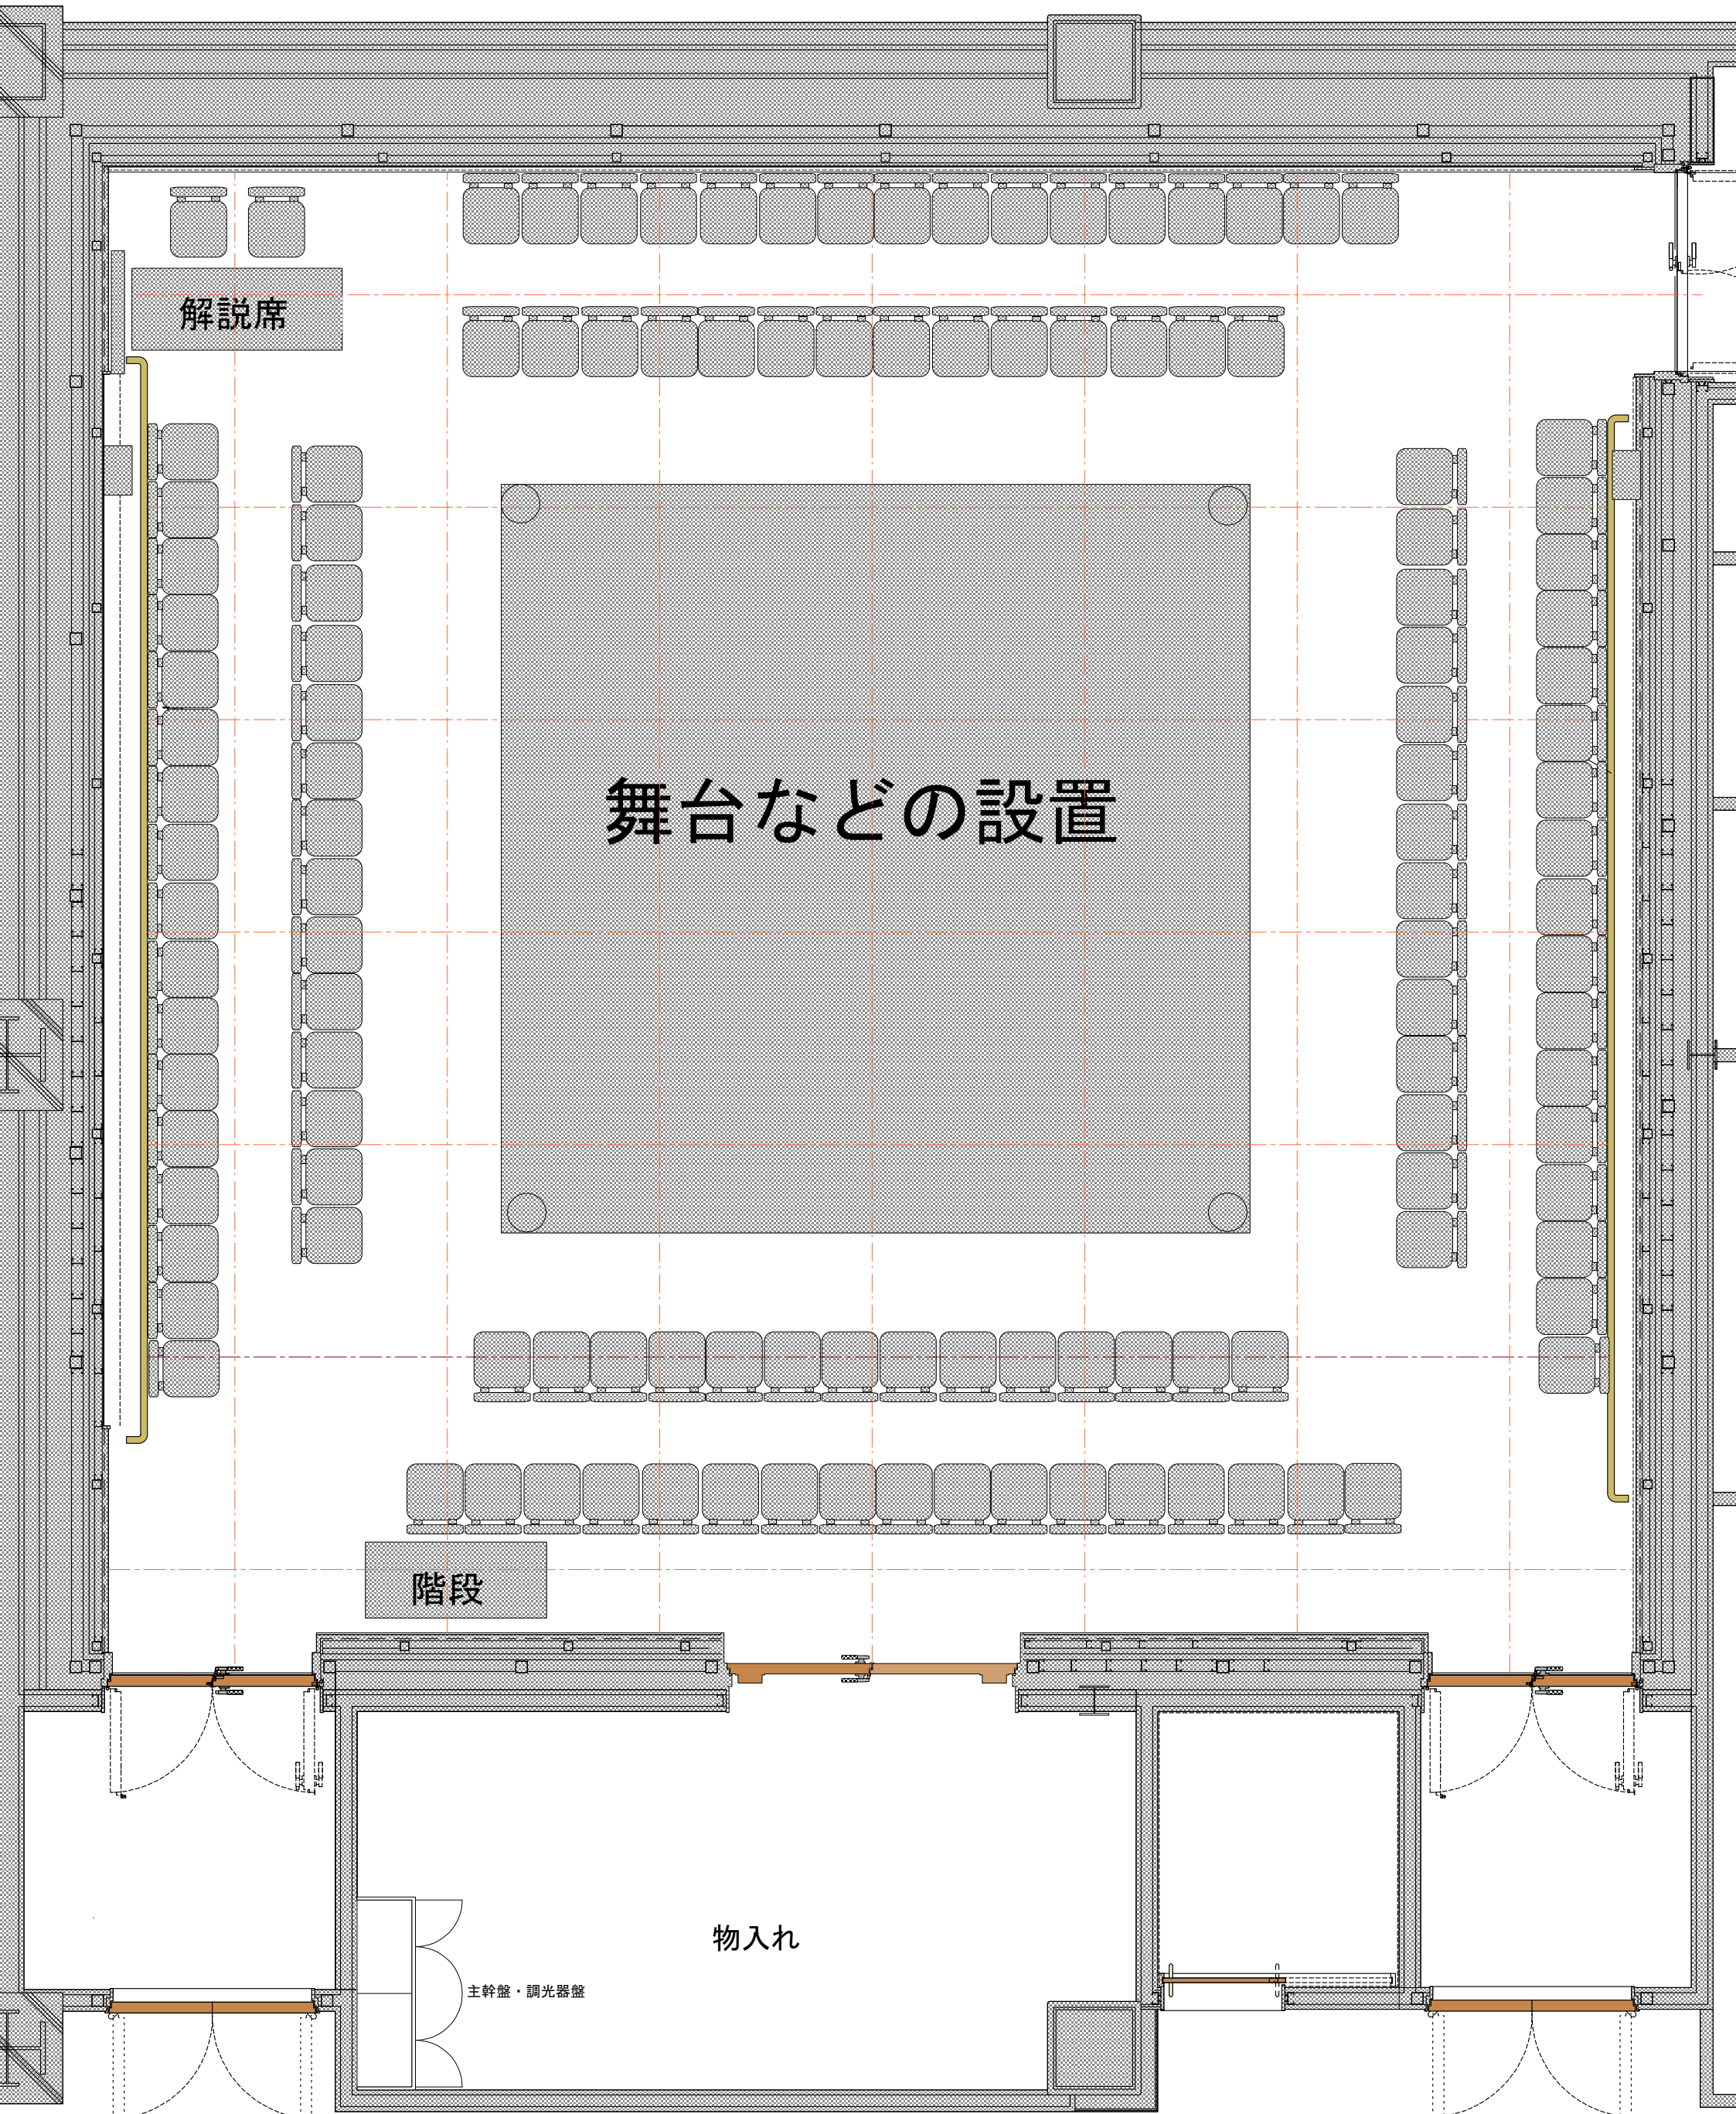 解説席
舞台などの設置
階段
物入れ
主幹盤・調光器盤